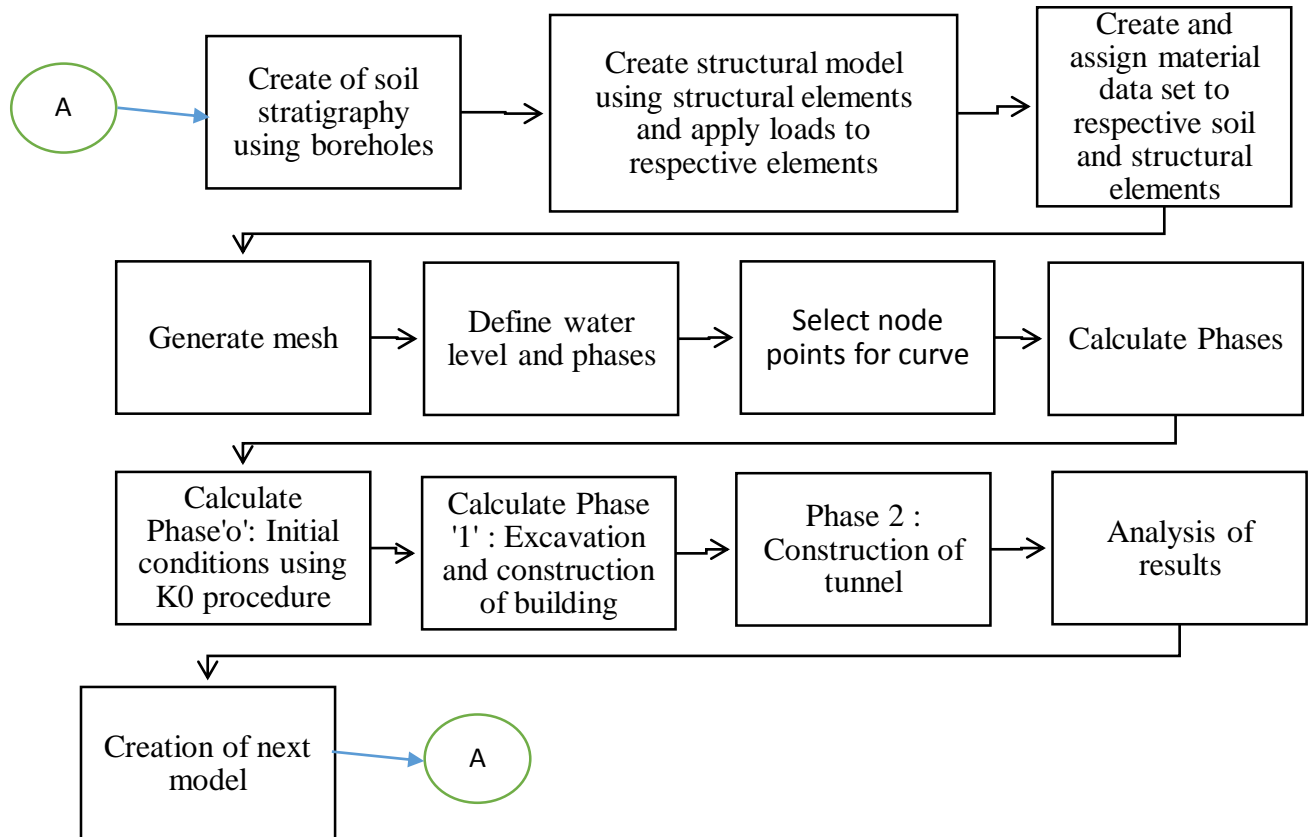 A
Create of soil
stratigraphy
using boreholes
Create structural model
using structural elements
and apply loads to
respective elements
Create and
assign material
data set to
respective soil
and structural
elements
Generate mesh
Define water
level and phases
Select node
points for curve
Calculate Phases
Calculate
Phase'o': Initial
conditions using
K0 procedure
Calculate Phase
'1' : Excavation
and construction
of building
Phase 2 :
Construction of
tunnel
Analysis of
results
Creation of next
model
A